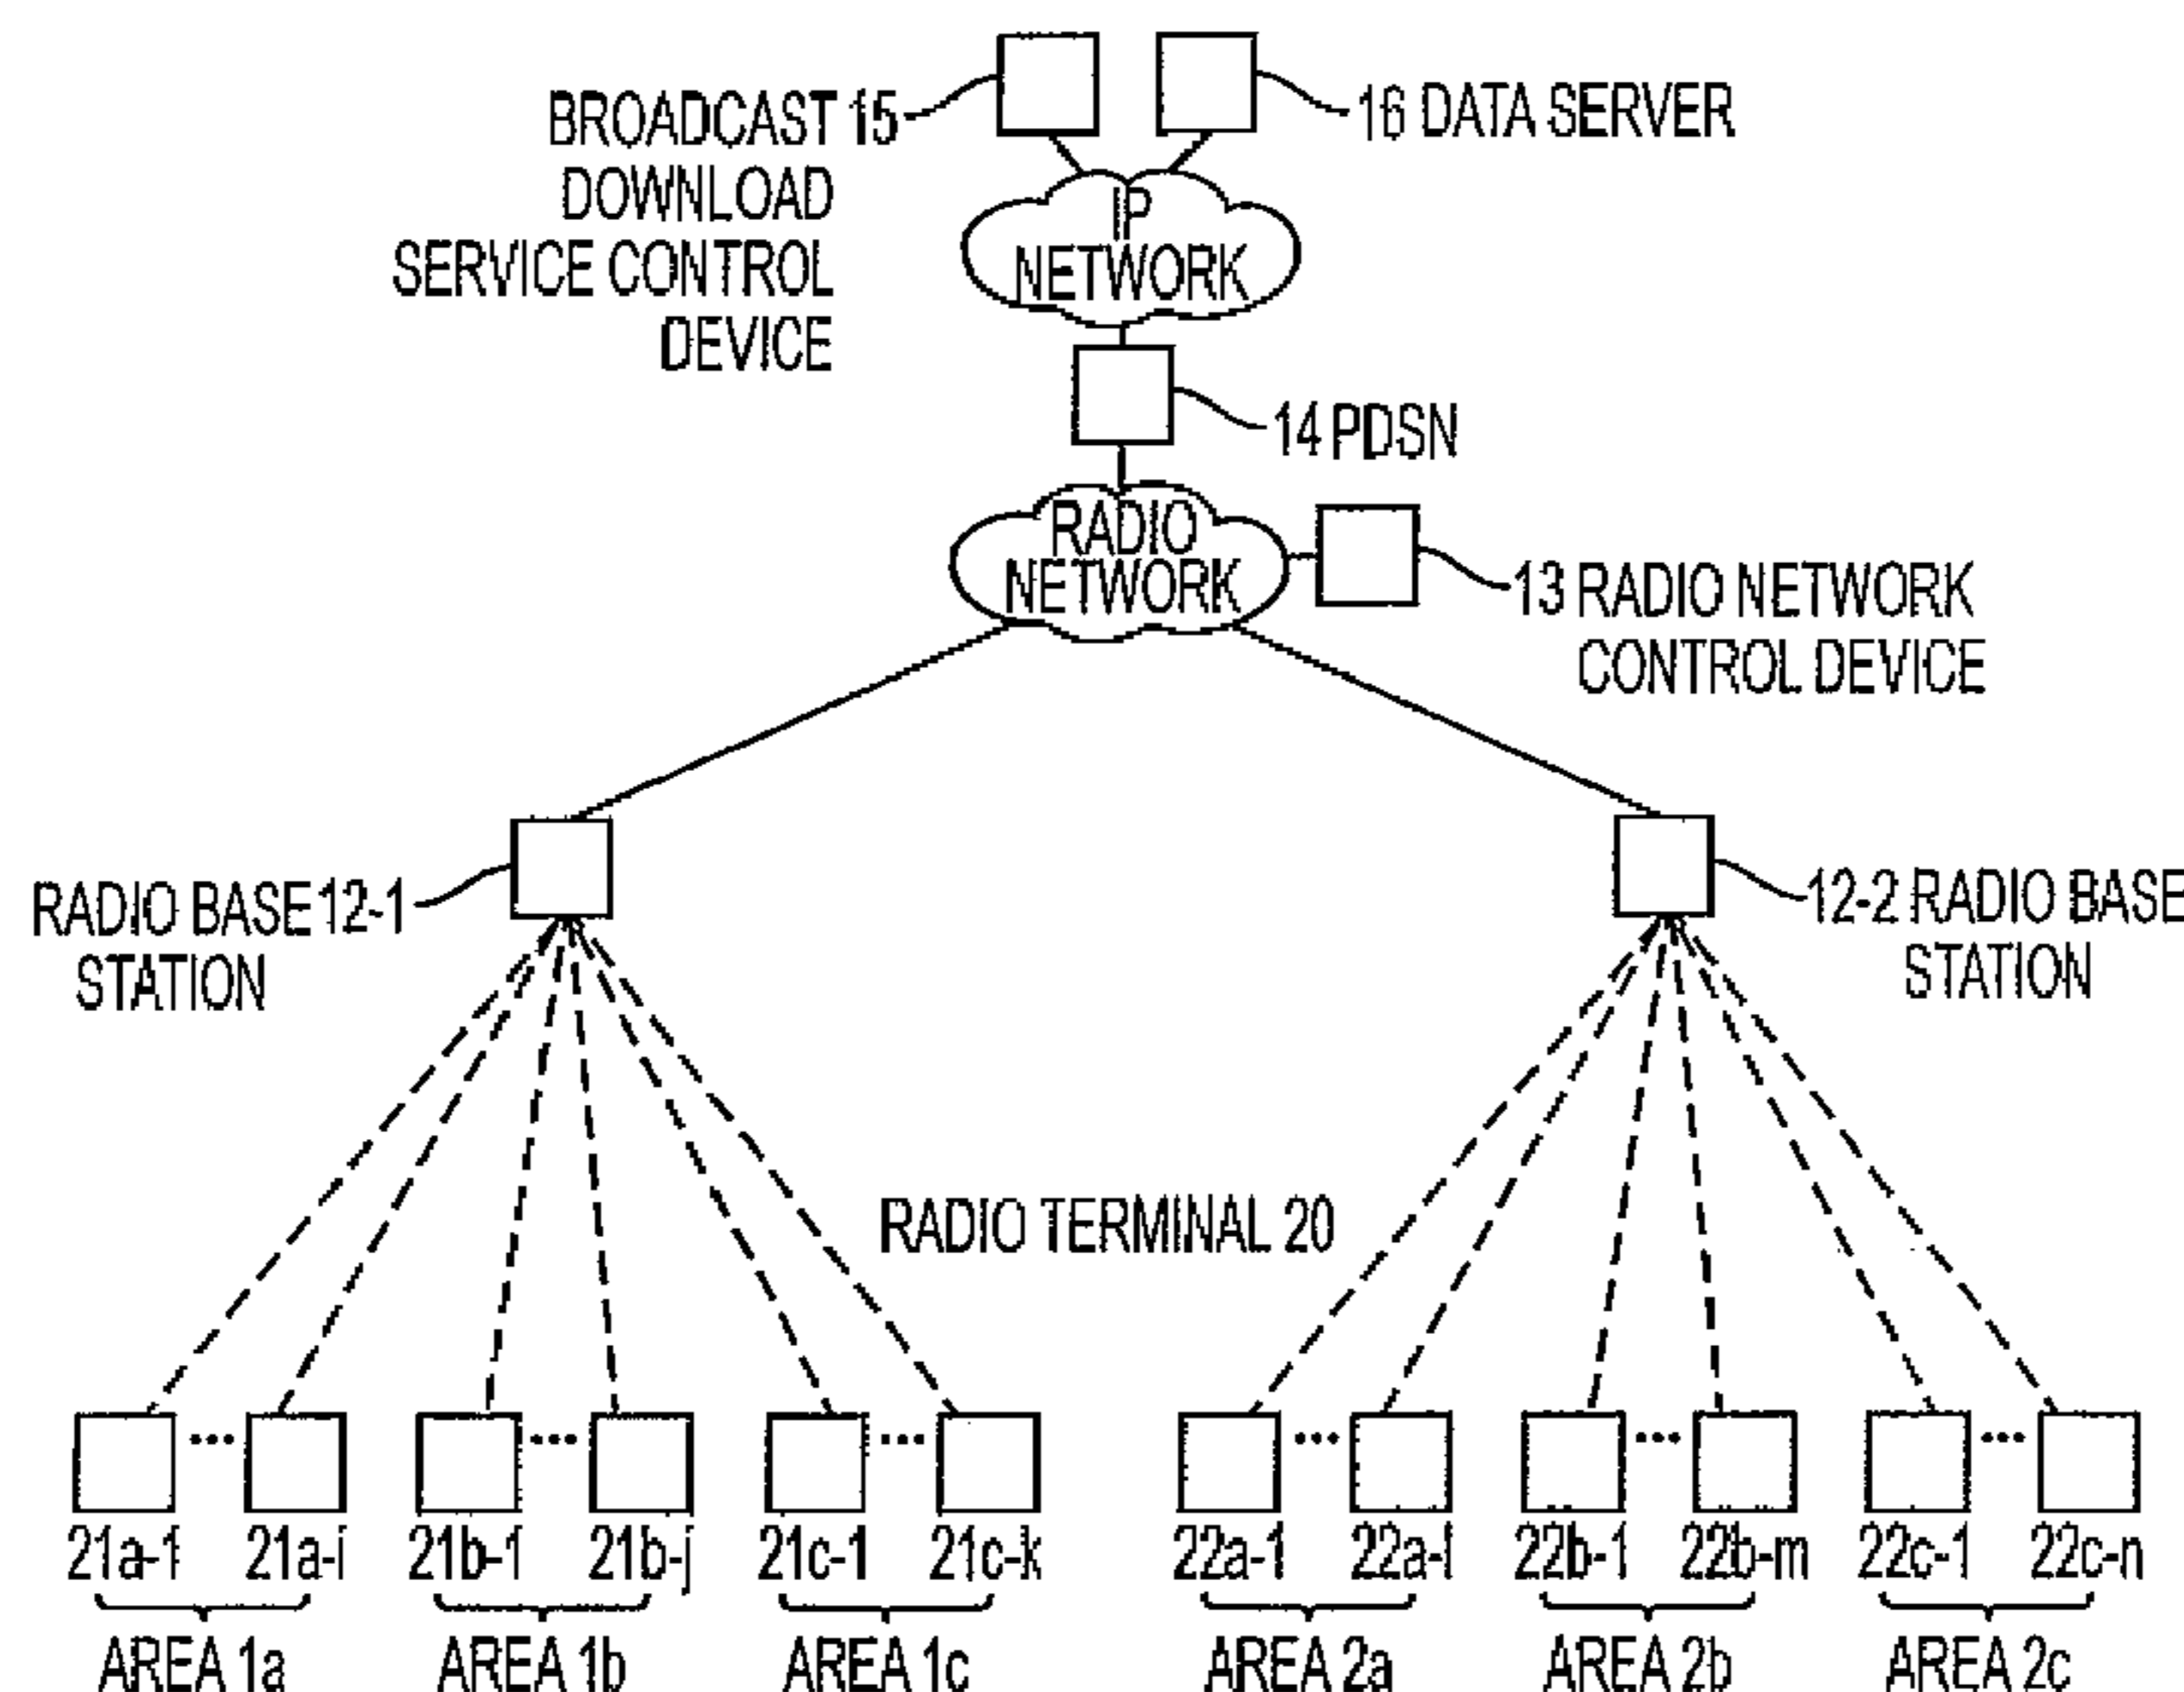 BROADCAST 15
DOWNLOAD
SERVICE CONTROL
DEVICE
16 DATA SERVER
IP
NETWORK
14 PDSN
RADIO
NETWORK
13 RADIO NETWORK
CONTROL DEVICE
RADIO BASE 12-1
STATION
12-2 RADIO BASE
STATION
RADIO TERMINAL 20
21a-1 21a-i 21b-1 21b-j 21c-1 21c-k 22a-1 22a-l 22b-1 22b-m 22c-1 22c-n
AREA 1a AREA 1b AREA 1c AREA 2a AREA 2b AREA 2c